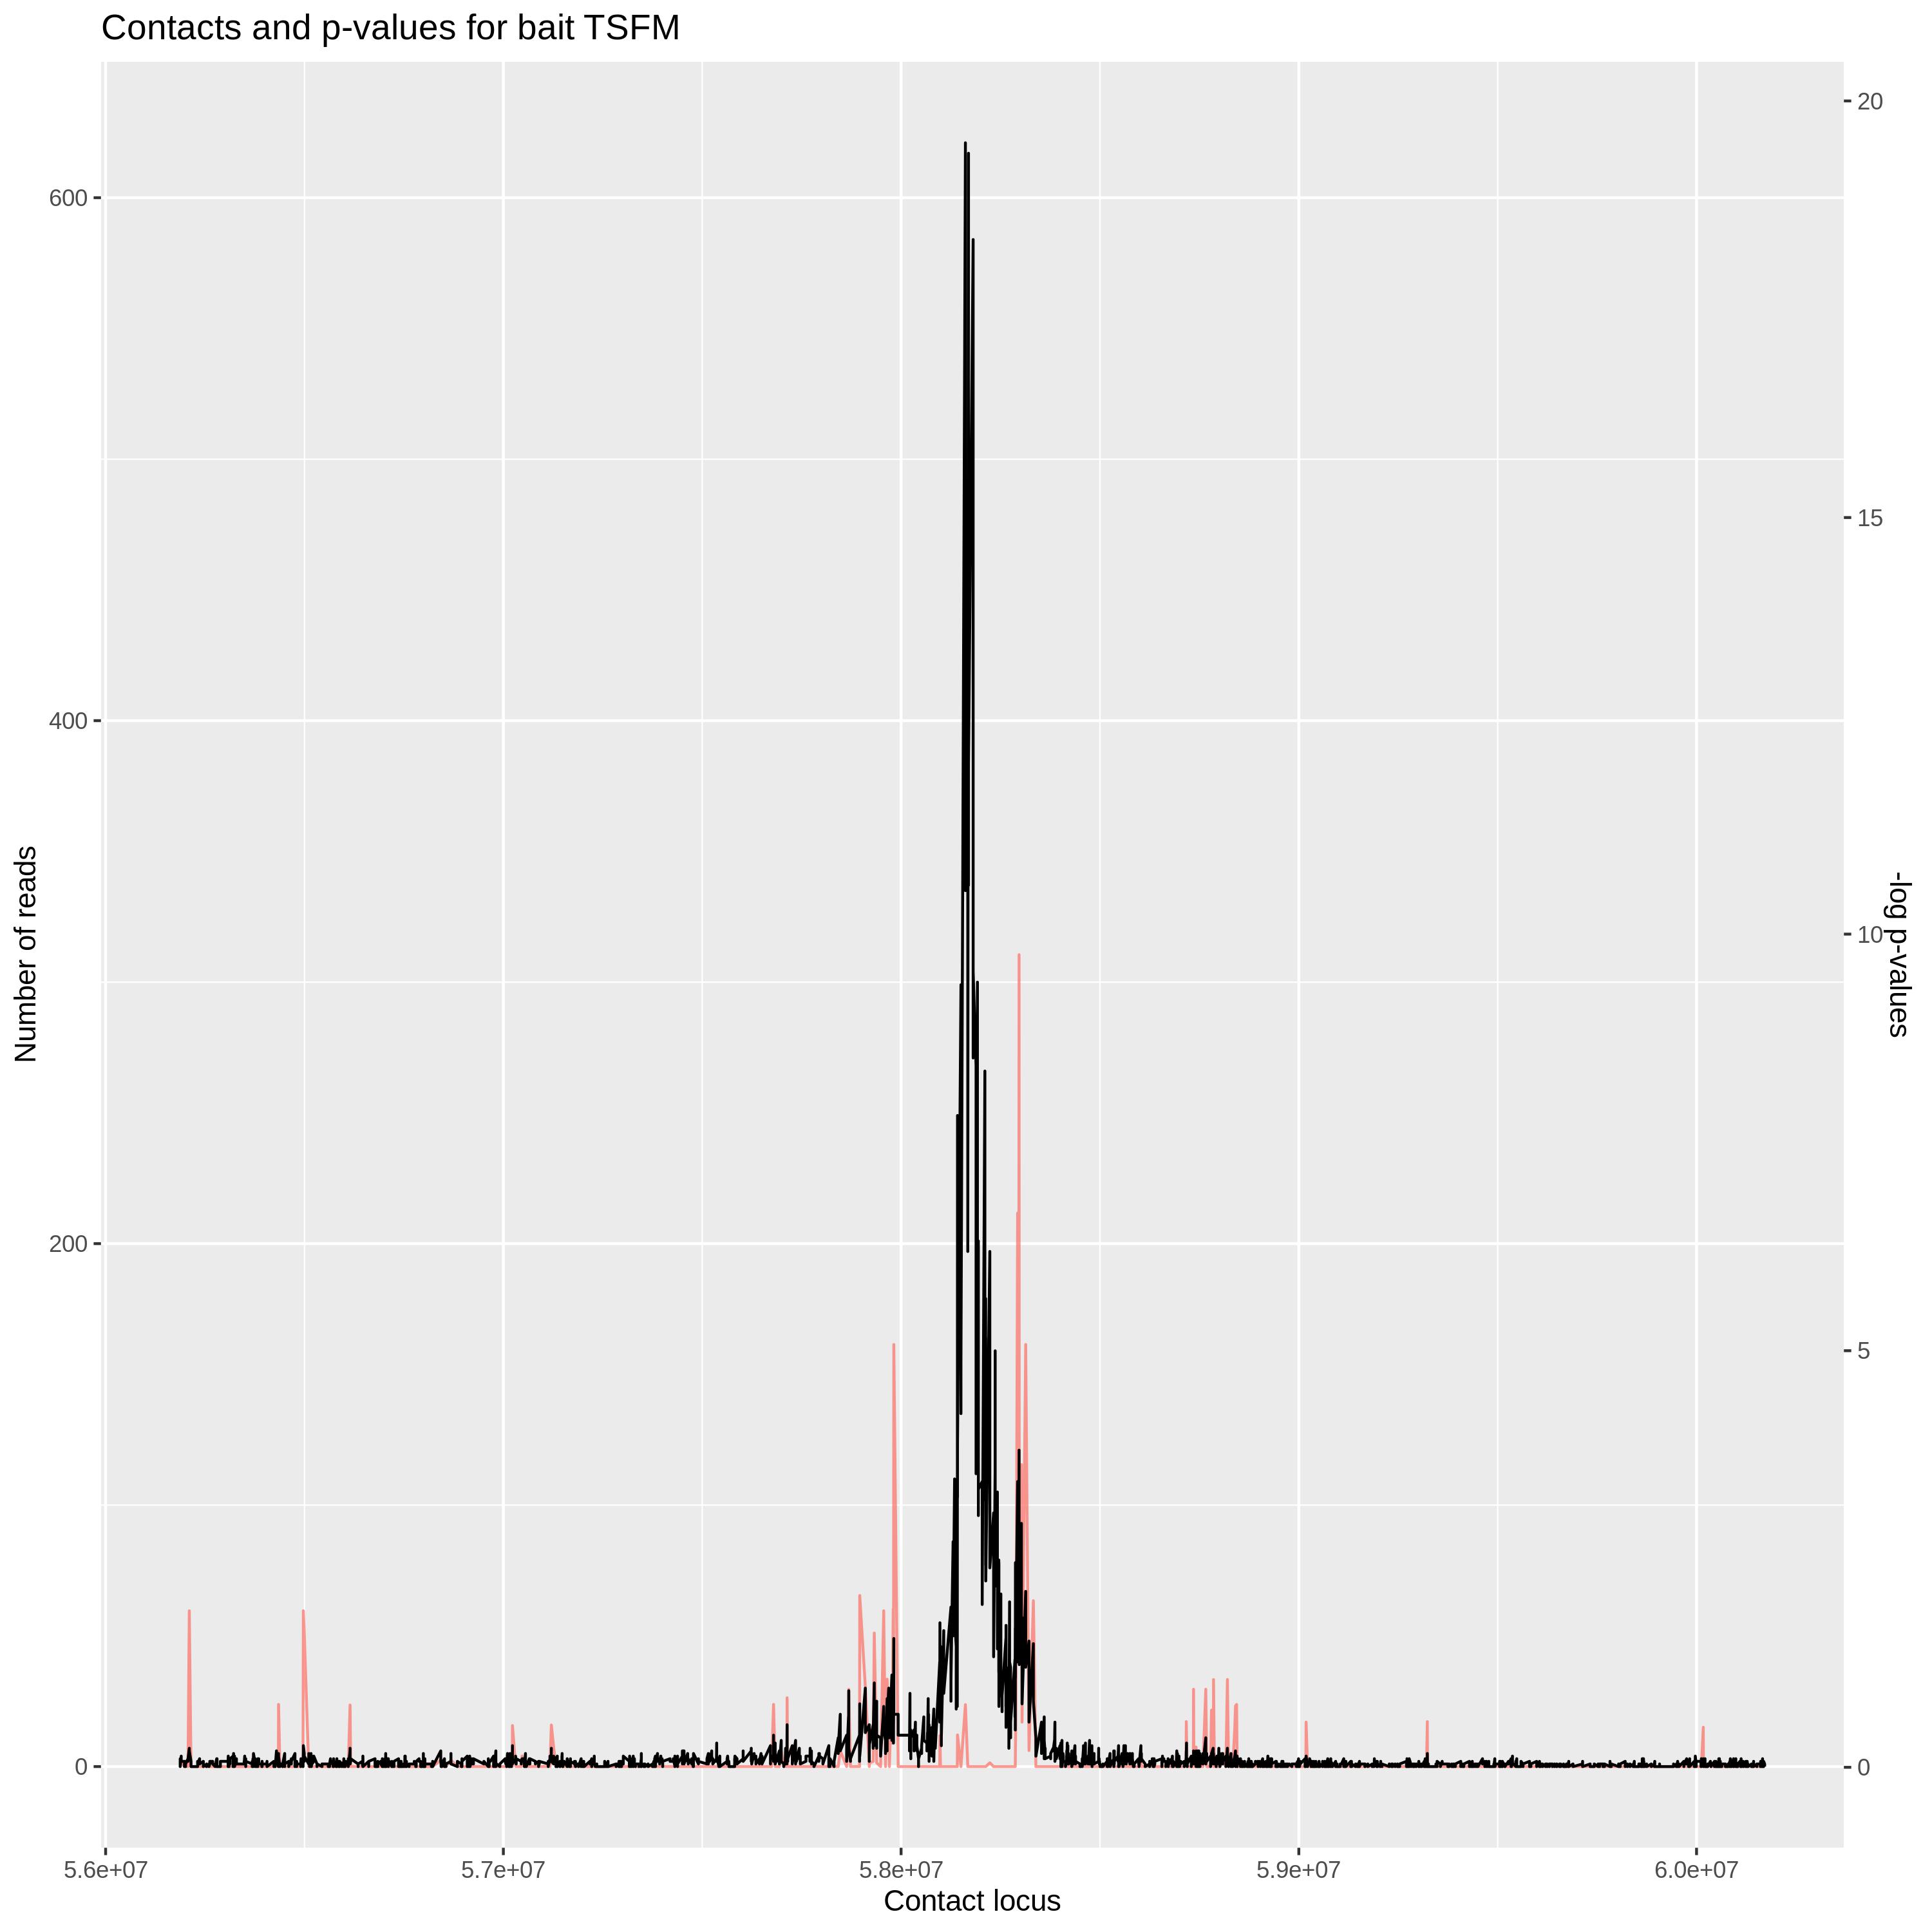 Contacts and p-values for bait TSFM
600
400
200
0
Number of reads
20
15
10
5
0
-log p-values
5.6e+07
5.7e+07
5.8e+07
5.9e+07
6.0e+07
Contact locus